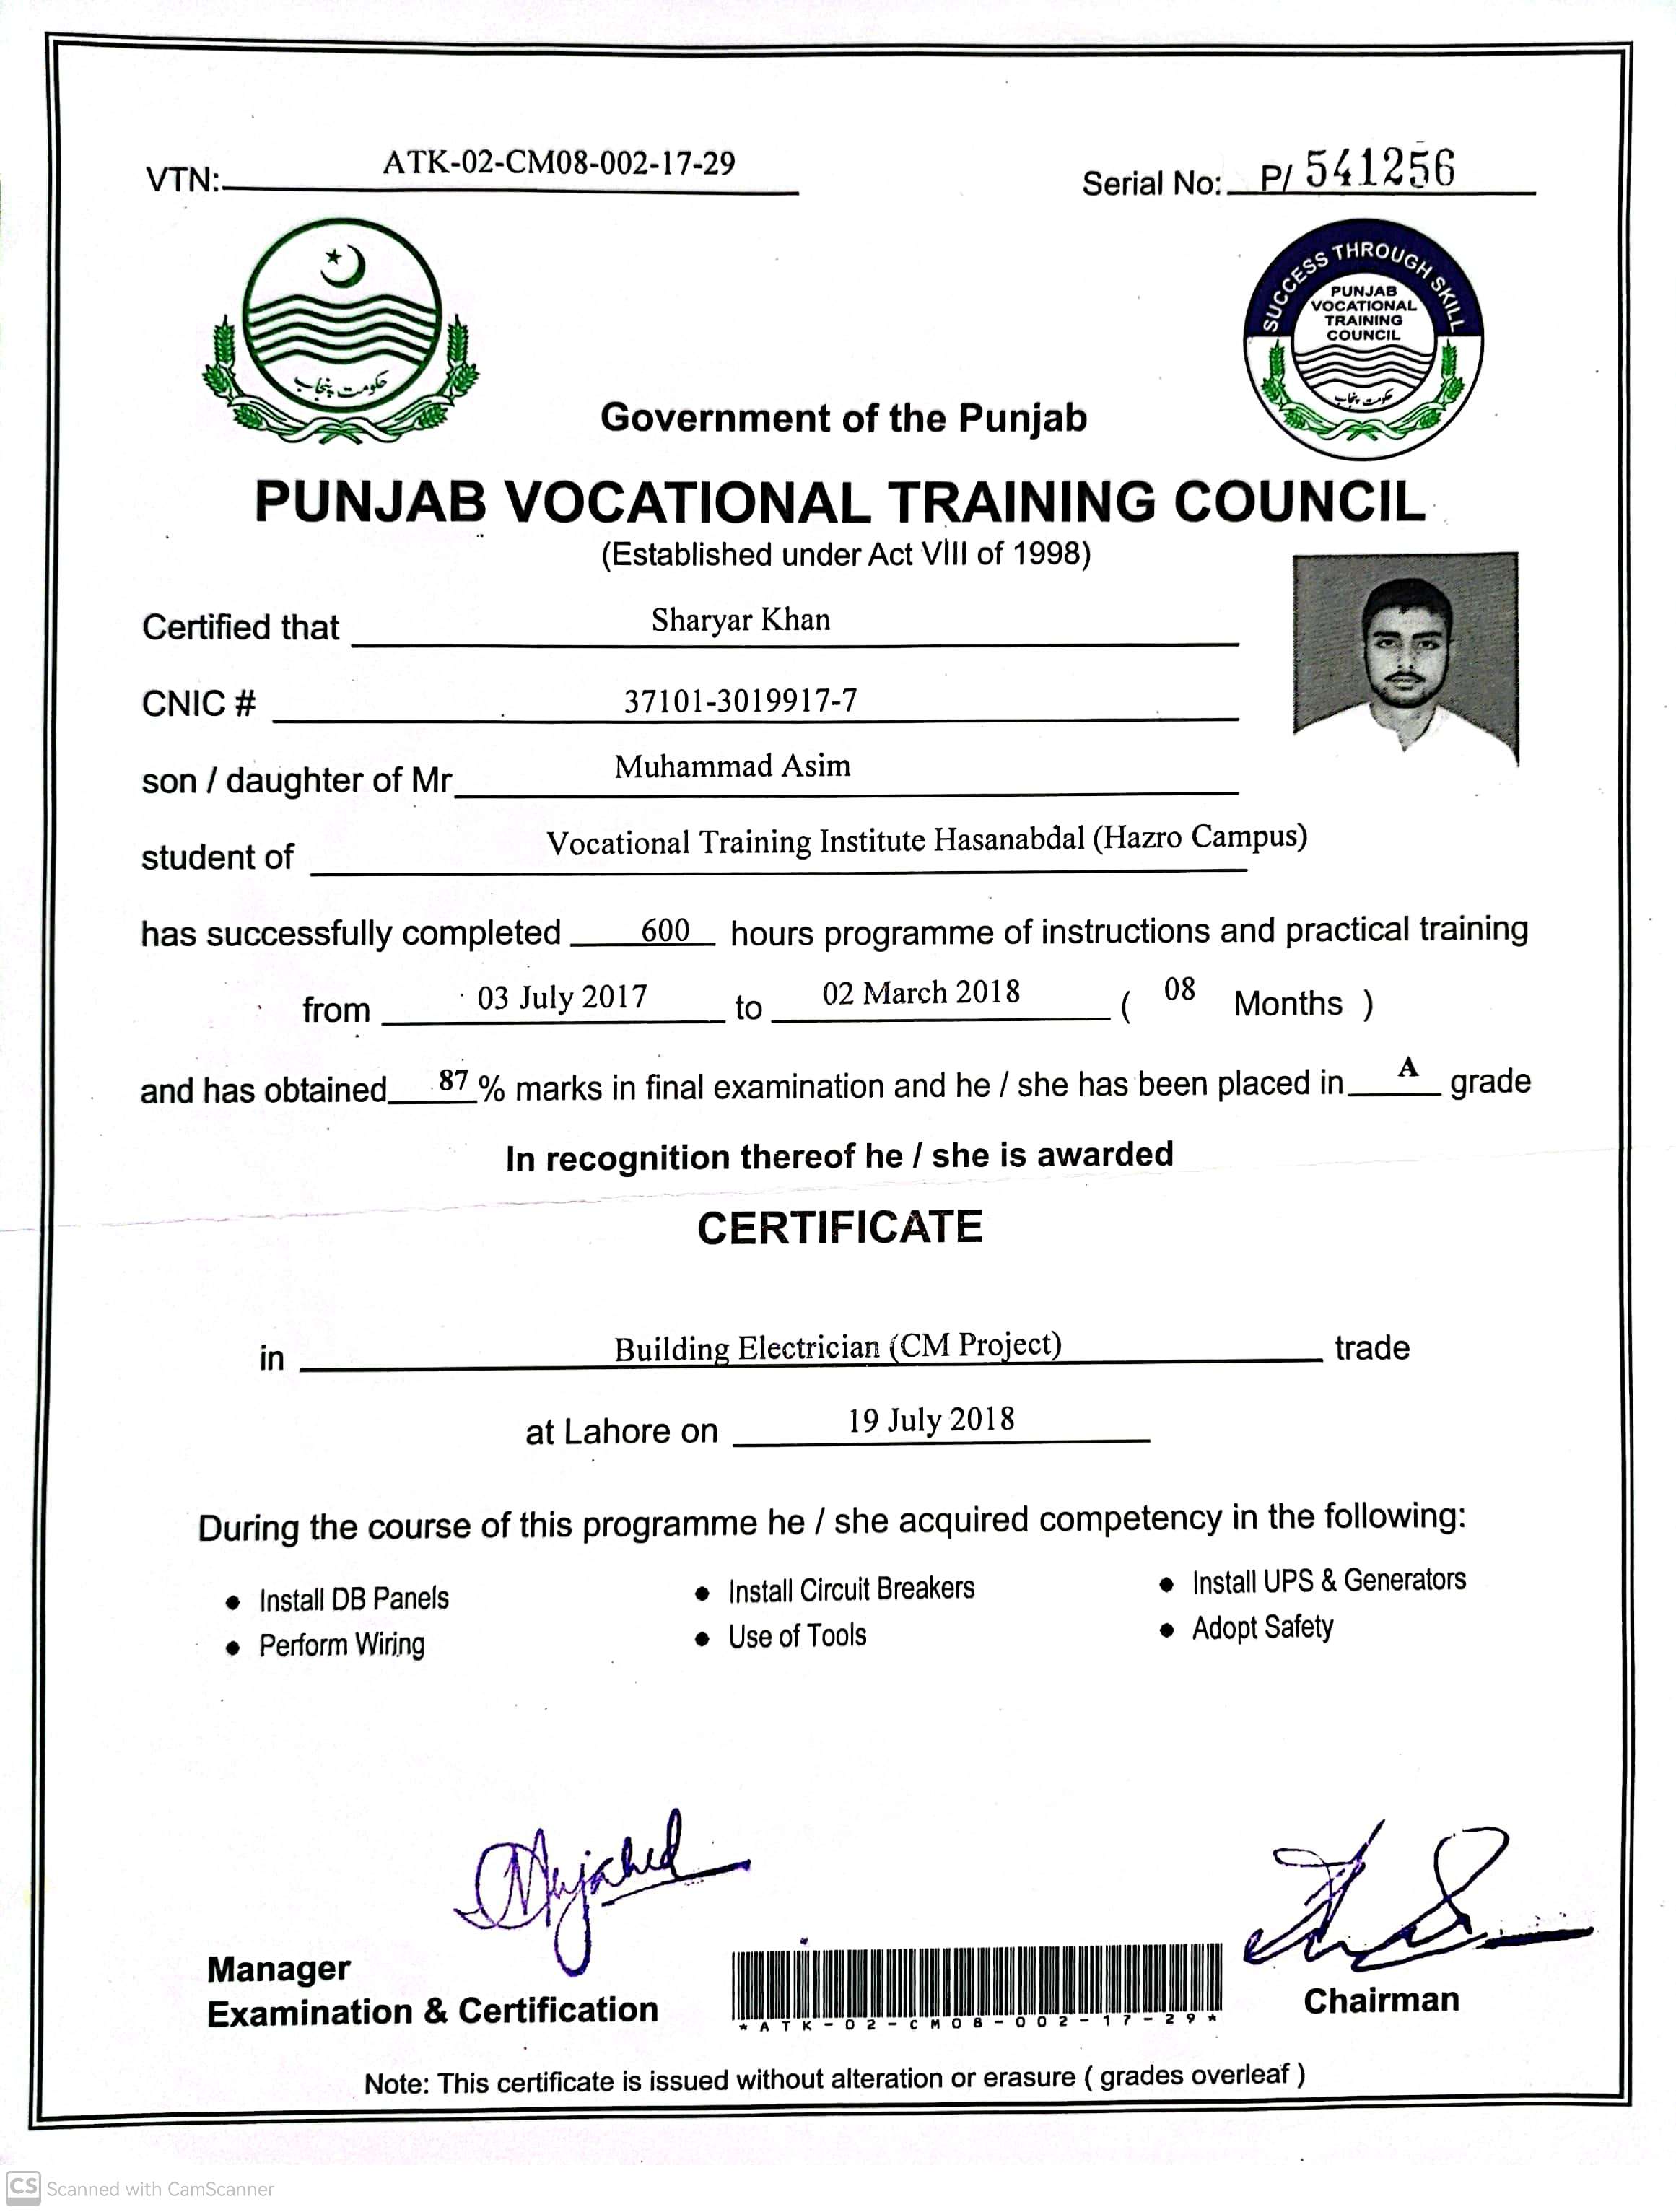 VTN: ATK-02-CM08-002-17-29
Serial No: P/ 541256
حکومت پنجاب
SUCCESS THROUGH SKILL
PUNJAB
VOCATIONAL
TRAINING
COUNCIL
حکومت پنجاب
Government of the Punjab
PUNJAB VOCATIONAL TRAINING COUNCIL
(Established under Act VIII of 1998)
Certified that Sharyar Khan
CNIC # 37101-3019917-7
son / daughter of Mr Muhammad Asim
student of Vocational Training Institute Hasanabdal (Hazro Campus)
has successfully completed 600 hours programme of instructions and practical training
from 03 July 2017 to 02 March 2018 ( 08 Months )
and has obtained 87 % marks in final examination and he / she has been placed in A grade
In recognition thereof he / she is awarded
CERTIFICATE
in Building Electrician (CM Project) trade
at Lahore on 19 July 2018
During the course of this programme he / she acquired competency in the following:
• Install DB Panels • Install Circuit Breakers • Install UPS & Generators
• Perform Wiring • Use of Tools • Adopt Safety
Mujahid
Manager
Examination & Certification
*ATK-02-CM08-002-17-29*
Chairman
Note: This certificate is issued without alteration or erasure ( grades overleaf )
CS Scanned with CamScanner